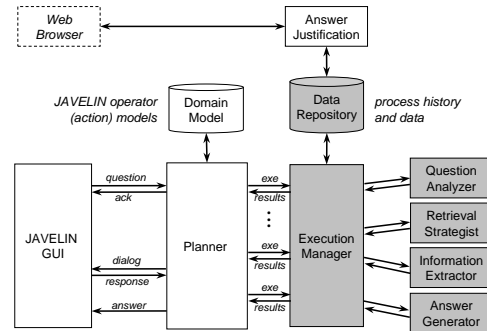 Web
Browser
Answer
Justification
JAVELIN operator
(action) models
Domain
Model
Data
Repository
process history
and data
JAVELIN
GUI
question
ack
dialog
response
answer
Planner
exe
results
...
exe
results
exe
results
Execution
Manager
Question
Analyzer
Retrieval
Strategist
Information
Extractor
Answer
Generator